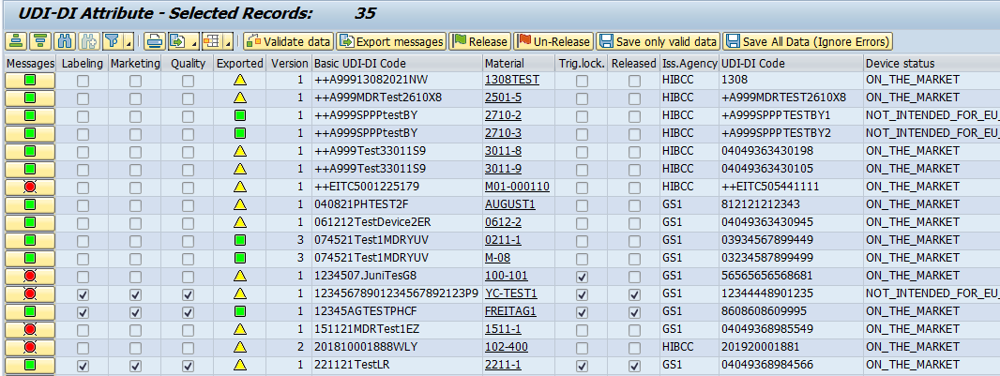 UDI-DI Attribute - Selected Records: 35
Validate data Export messages Release Un-Release Save only valid data Save All Data (Ignore Errors)
Messages Labeling Marketing Quality Exported Version Basic UDI-DI Code Material Trig.lock. Released Iss.Agency UDI-DI Code Device status
1 ++A99913082021NW 1308TEST HIBCC 1308 ON_THE_MARKET
1 ++A999MDRTest2610X8 2501-5 HIBCC +A999MDRTEST2610X8 ON_THE_MARKET
1 ++A999SPPPtestBY 2710-2 HIBCC +A999SPPPTESTBY1 NOT_INTENDED_FOR_EU_
1 ++A999SPPPtestBY 2710-3 HIBCC +A999SPPPTESTBY2 NOT_INTENDED_FOR_EU_
1 ++A999Test33011S9 3011-8 HIBCC 04049363430198 ON_THE_MARKET
1 ++A999Test33011S9 3011-9 HIBCC 04049363430105 ON_THE_MARKET
1 ++EITC5001225179 M01-000110 HIBCC ++EITC505441111 ON_THE_MARKET
1 040821PHTEST2F AUGUST1 GS1 812121212343 ON_THE_MARKET
1 061212TestDevice2ER 0612-2 GS1 04049363430945 ON_THE_MARKET
3 074521Test1MDRYUV 0211-1 GS1 03934567899449 ON_THE_MARKET
3 074521Test1MDRYUV M-08 GS1 03234587899499 ON_THE_MARKET
1 1234507.JuniTesG8 100-101 GS1 56565656568681 ON_THE_MARKET
1 12345678901234567892123P9 YC-TEST1 GS1 12344448901235 NOT_INTENDED_FOR_EU_
1 12345AGTESTPHCF FREITAG1 GS1 8608608609995 ON_THE_MARKET
1 151121MDRTest1EZ 1511-1 GS1 04049368985549 ON_THE_MARKET
2 201810001888WLY 102-400 HIBCC 201920001881 ON_THE_MARKET
1 221121TestLR 2211-1 GS1 04049368984566 ON_THE_MARKET